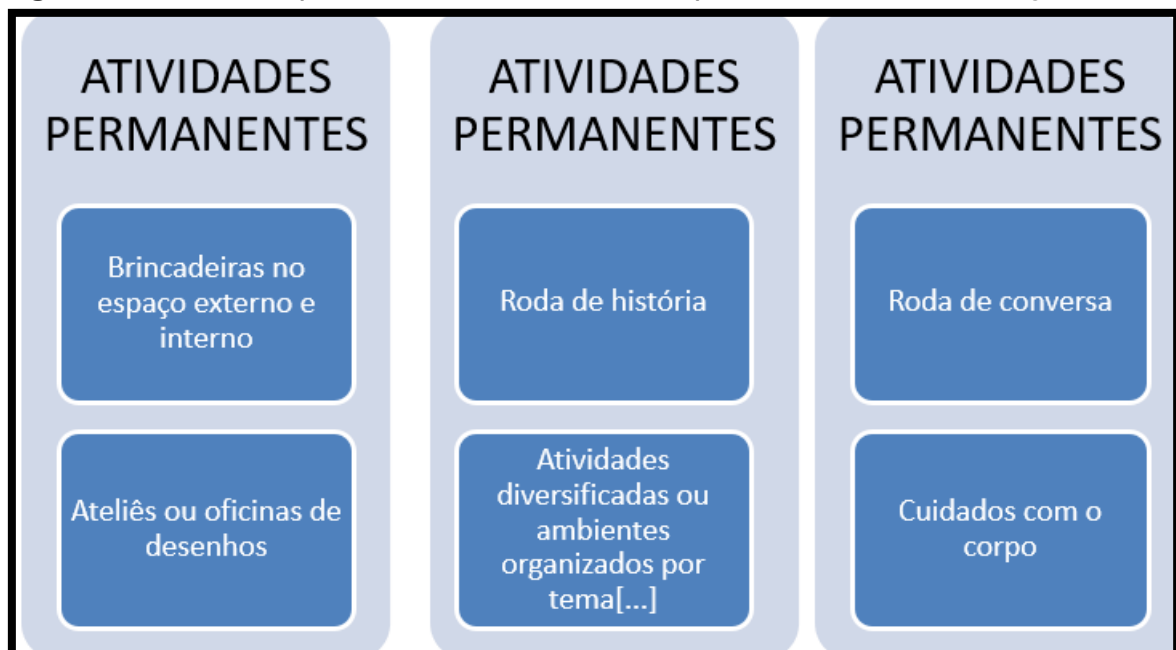 ATIVIDADES
PERMANENTES
Brincadeiras no
espaço externo e
interno
Ateliês ou oficinas de
desenhos
ATIVIDADES
PERMANENTES
Roda de história
Atividades
diversificadas ou
ambientes
organizados por
tema[...]
ATIVIDADES
PERMANENTES
Roda de conversa
Cuidados com o
corpo